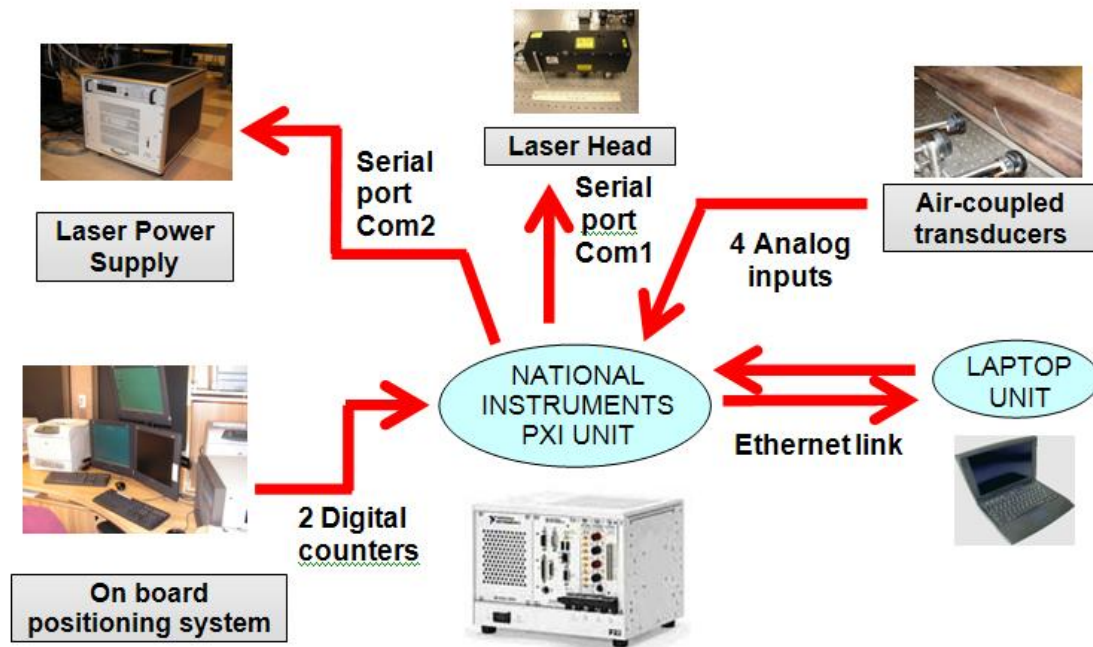 Laser Power
Supply
Serial
port
Com2
Laser Head
Serial
port
Com1
Air-coupled
transducers
4 Analog
inputs
NATIONAL
INSTRUMENTS
PXI UNIT
LAPTOP
UNIT
Ethernet link
2 Digital
counters
On board
positioning system
PXI